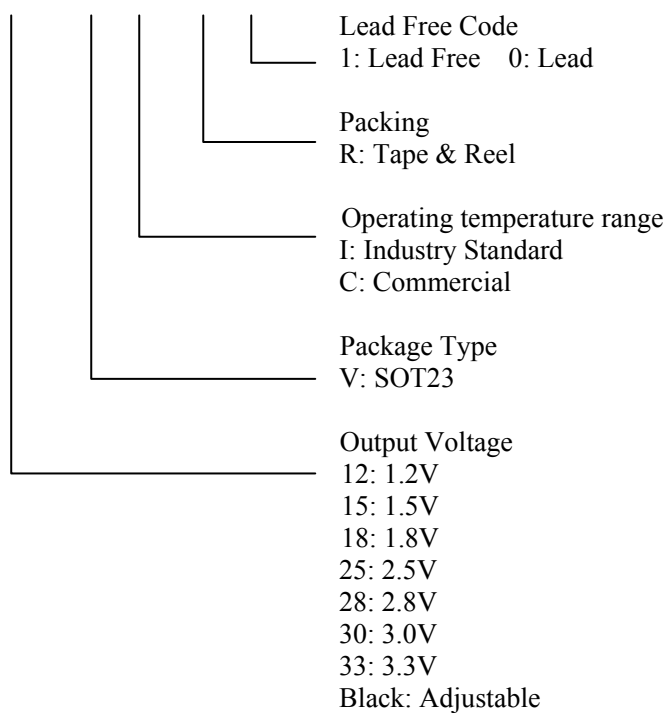 Lead Free Code
1: Lead Free 0: Lead
Packing
R: Tape & Reel
Operating temperature range
I: Industry Standard
C: Commercial
Package Type
V: SOT23
Output Voltage
12: 1.2V
15: 1.5V
18: 1.8V
25: 2.5V
28: 2.8V
30: 3.0V
33: 3.3V
Black: Adjustable